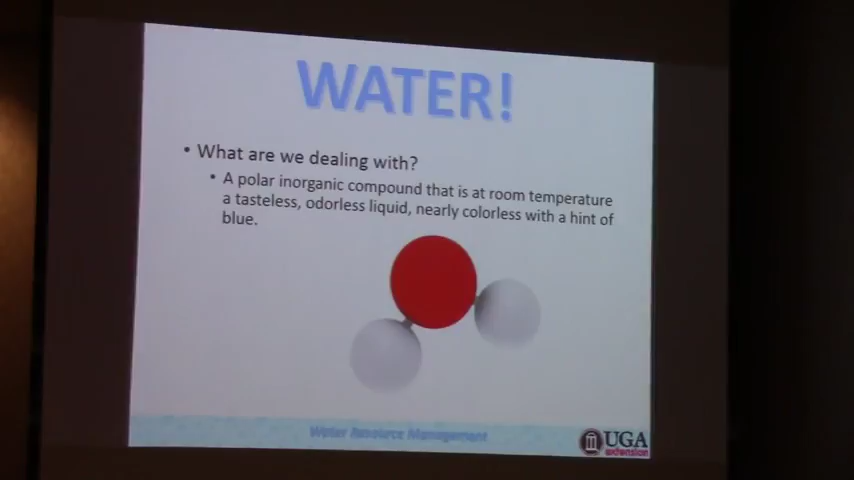 WATER!
• What are we dealing with?
• A polar inorganic compound that is at room temperature
a tasteless, odorless liquid, nearly colorless with a hint of
blue.
Water Resource Management
UGA
extension